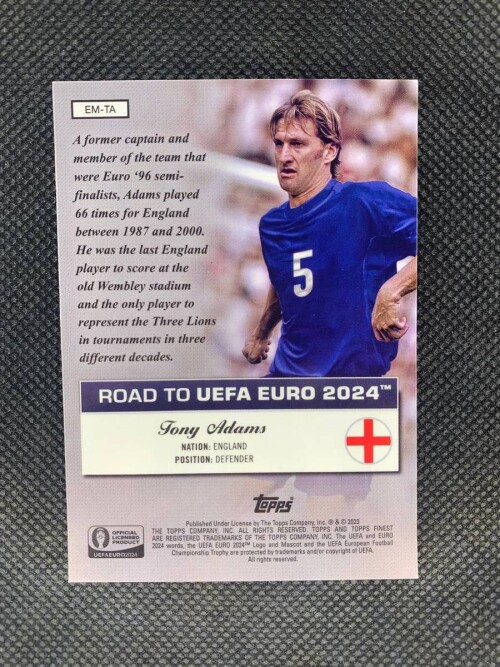 EM-TA
A former captain and
member of the team that
were Euro ‘96 semi-
finalists, Adams played
66 times for England
between 1987 and 2000.
He was the last England
player to score at the
old Wembley stadium
and the only player to
represent the Three Lions
in tournaments in three
different decades.
5
ROAD TO UEFA EURO 2024™
Tony Adams
NATION: ENGLAND
POSITION: DEFENDER
Topps
Published Under License by The Topps Company, Inc. ® & © 2023
THE TOPPS COMPANY, INC. ALL RIGHTS RESERVED. TOPPS AND TOPPS FINEST
ARE REGISTERED TRADEMARKS OF THE TOPPS COMPANY, INC. The UEFA and EURO
2024 words, the UEFA EURO 2024™ Logo and Mascot and the UEFA European Football
Championship Trophy are protected by trademarks and/or copyright of UEFA.
All rights reserved.
OFFICIAL
LICENSED
PRODUCT
UEFA EURO2024